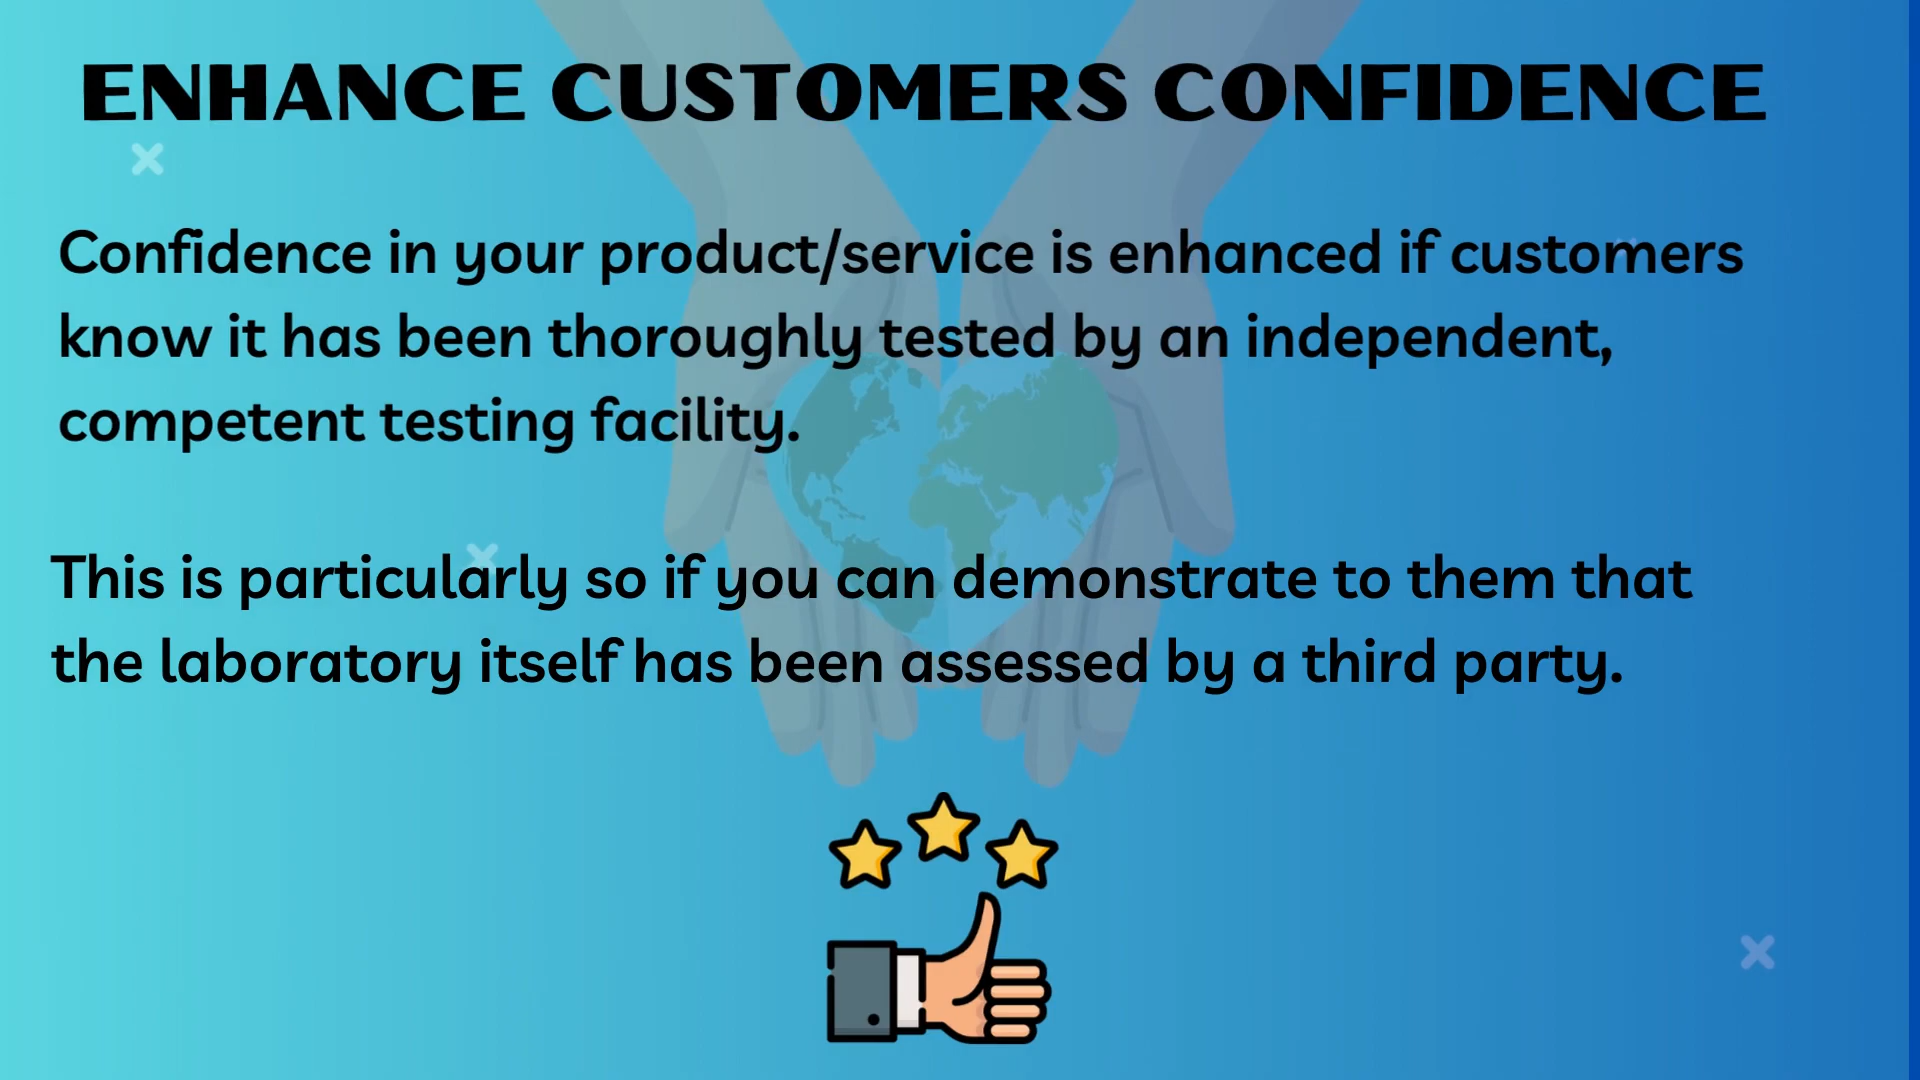 ENHANCE CUSTOMERS CONFIDENCE
Confidence in your product/service is enhanced if customers
know it has been thoroughly tested by an independent,
competent testing facility.
This is particularly so if you can demonstrate to them that
the laboratory itself has been assessed by a third party.